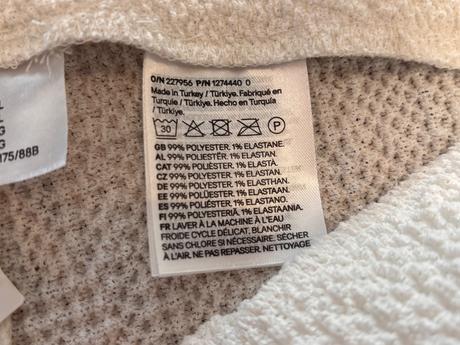 L
L
G
G
175/88B
O/N 227956 P/N 1274440 0
Made in Turkey / Türkiye. Fabriqué en
Turquie / Türkiye. Hecho en Turquía
/ Türkiye.
30
GB 99% POLYESTER. 1% ELASTANE
AL 99% POLIESTËR. 1% ELASTAN.
CAT 99% POLIÈSTER. 1% ELASTÀ.
CZ 99% POLYESTER. 1% ELASTAN.
DE 99% POLYESTER. 1% ELASTHAN.
EE 99% POLÜESTER. 1% ELASTAAN.
ES 99% POLIÉSTER. 1% ELASTANO.
FI 99% POLYESTERIÄ. 1% ELASTAANIA.
FR LAVER À LA MACHINE À L'EAU
FROIDE CYCLE DÉLICAT. BLANCHIR
SANS CHLORE SI NÉCESSAIRE. SÉCHER
À L'AIR. NE PAS REPASSER. NETTOYAGE